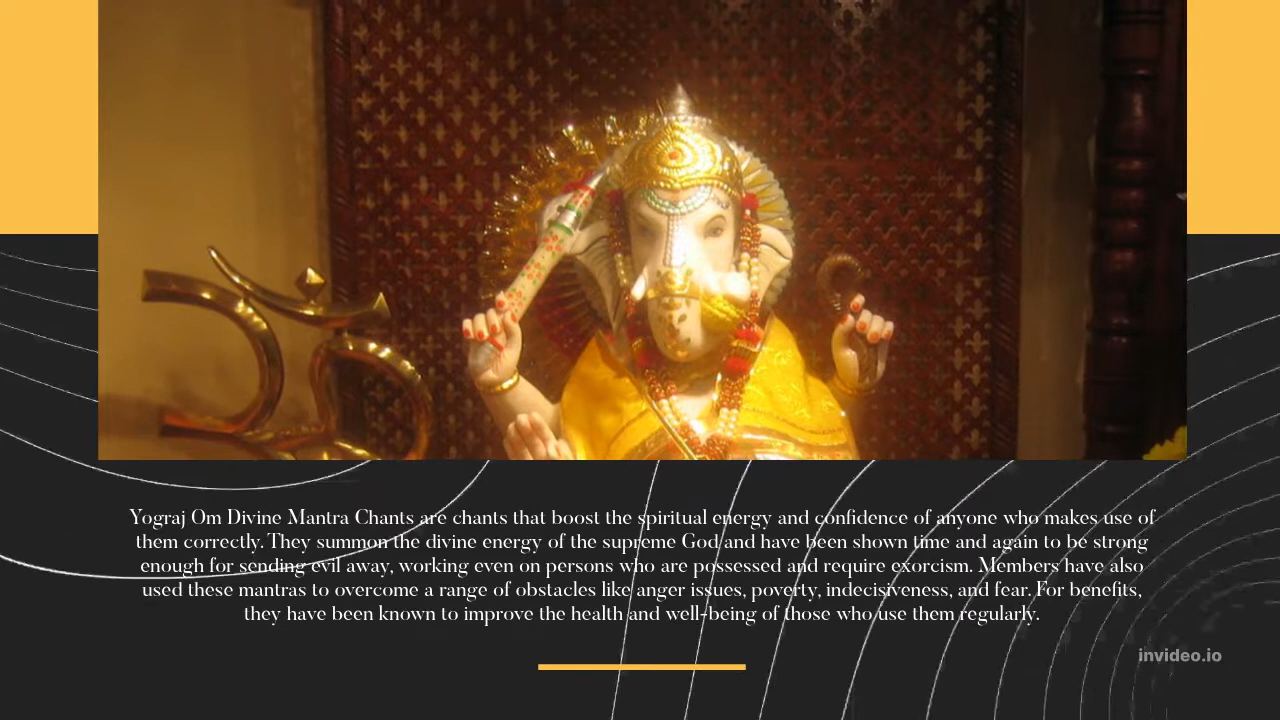 Yograj Om Divine Mantra Chants are chants that boost the spiritual energy and confidence of anyone who makes use of
them correctly. They summon the divine energy of the supreme God and have been shown time and again to be strong
enough for sending evil away, working even on persons who are possessed and require exorcism. Members have also
used these mantras to overcome a range of obstacles like anger issues, poverty, indecisiveness, and fear. For benefits,
they have been known to improve the health and well-being of those who use them regularly.
invideo.io